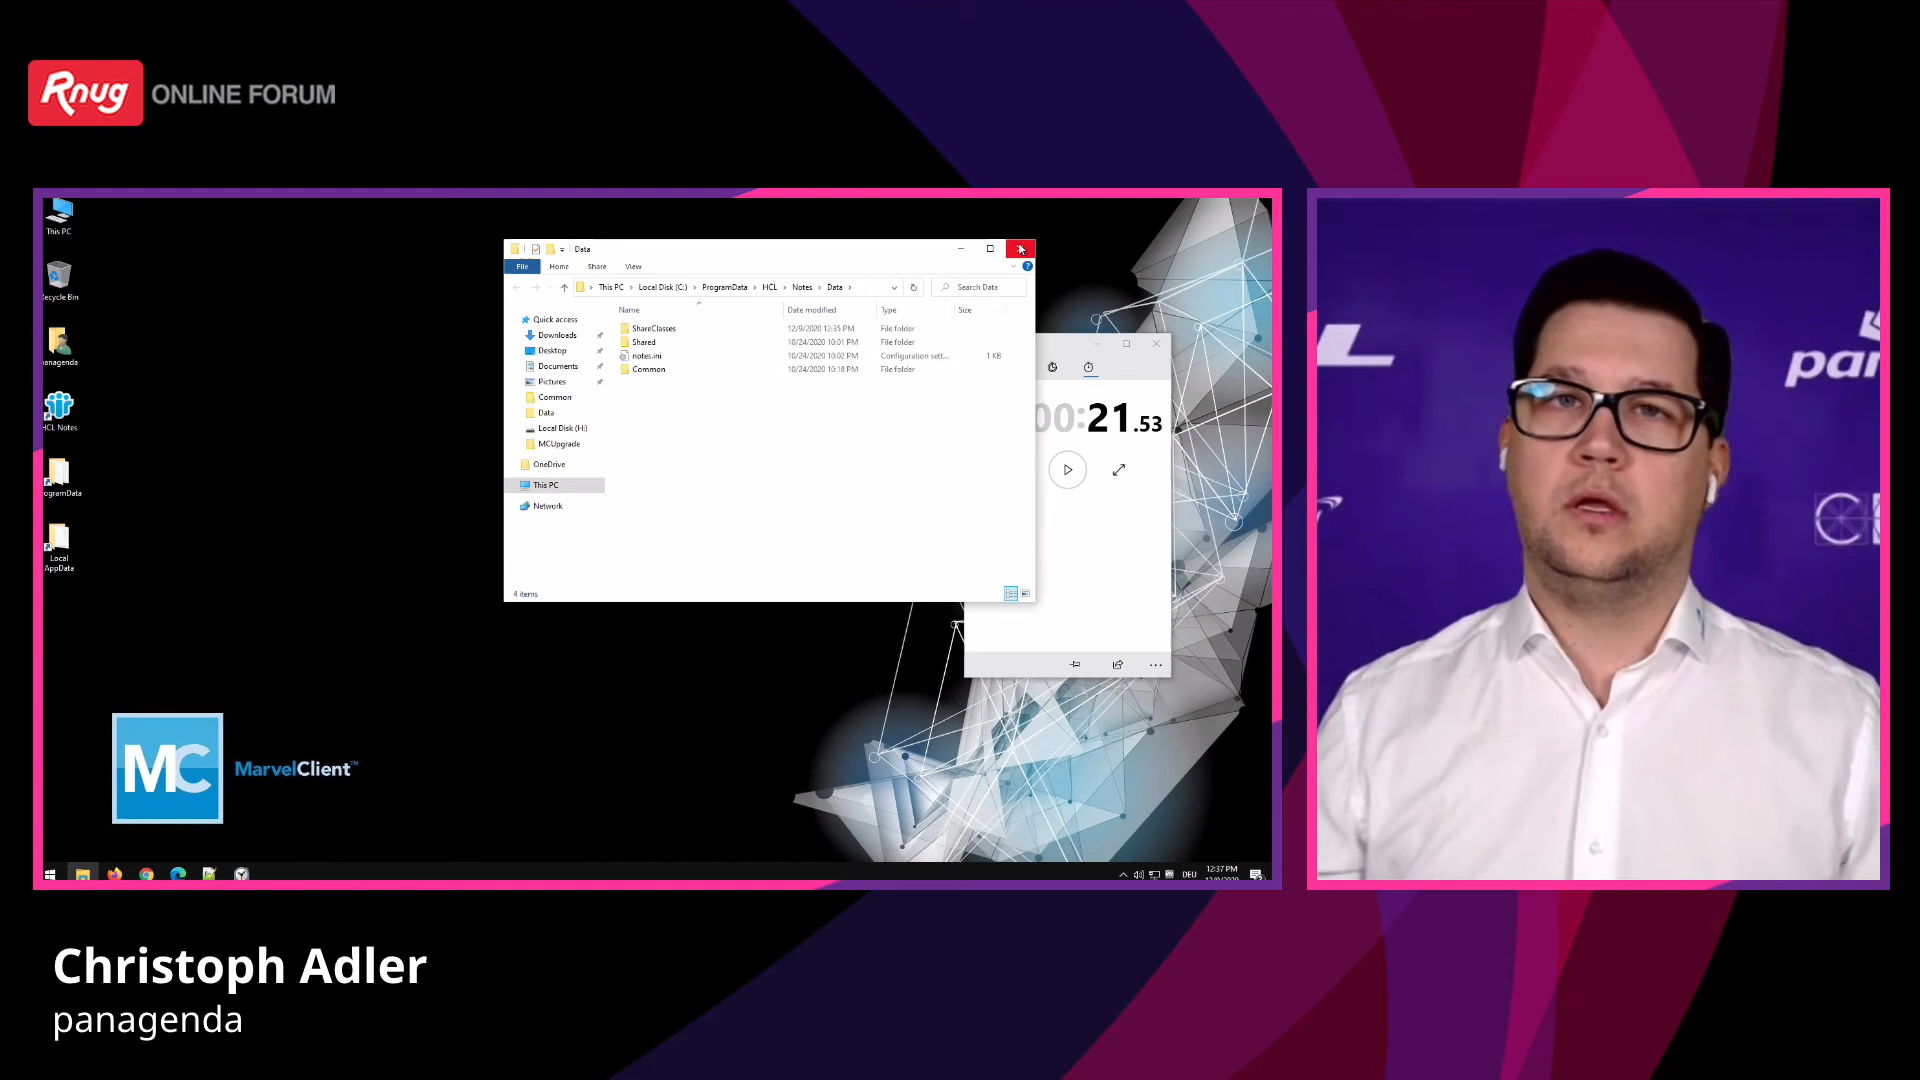 Rnug ONLINE FORUM
This PC
Recycle Bin
panagenda
HCL Notes
ProgramData
Local
AppData
Data
File Home Share View
This PC Local Disk (C:) ProgramData HCL Notes Data
Search Data
Name Date modified Type Size
ShareClasses 12/9/2020 12:35 PM File folder
Shared 10/24/2020 10:01 PM File folder
notes.ini 10/24/2020 10:02 PM Configuration sett... 1 KB
Common 10/24/2020 10:18 PM File folder
Quick access
Downloads
Desktop
Documents
Pictures
Common
Data
Local Disk (H:)
MCUpgrade
OneDrive
This PC
Network
4 items
00:21.53
MC MarvelClient™
DEU
12:37 PM
L
pan
Christoph Adler
panagenda